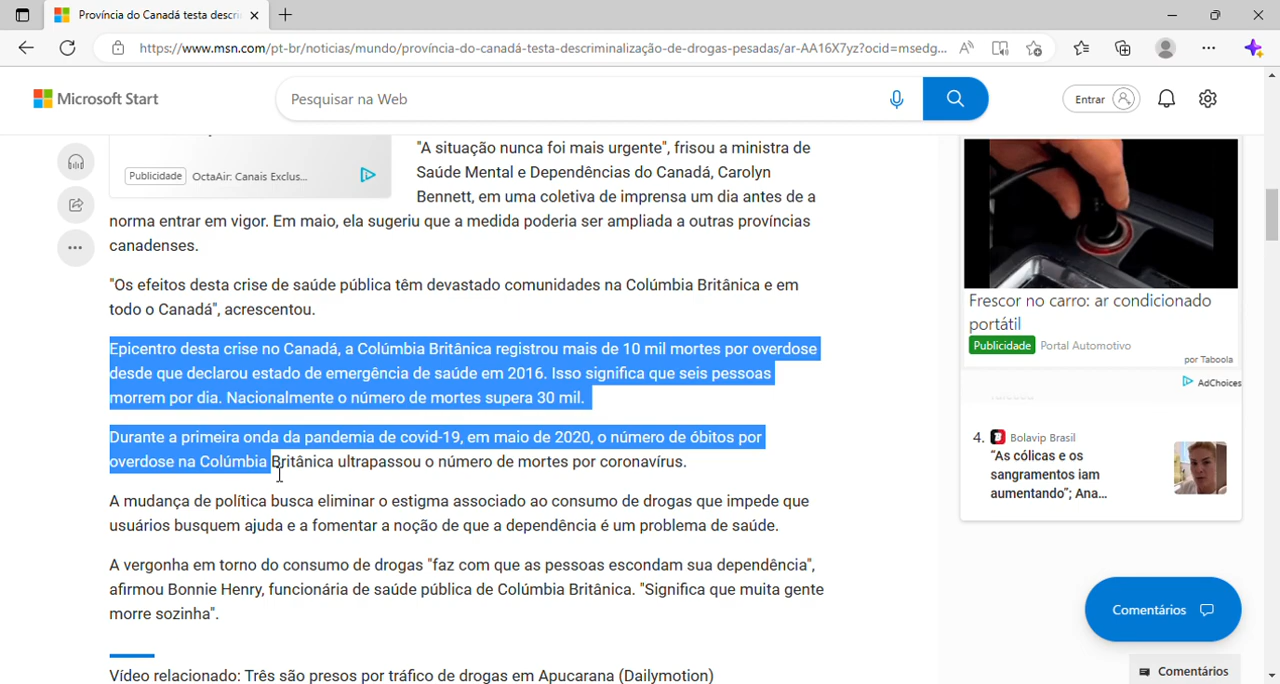 Província do Canadá testa descri
https://www.msn.com/pt-br/noticias/mundo/província-do-canadá-testa-descriminalização-de-drogas-pesadas/ar-AA16X7yz?ocid=msedg...
Microsoft Start
Pesquisar na Web
Entrar
Publicidade OctaAir: Canais Exclus...
"A situação nunca foi mais urgente", frisou a ministra de
Saúde Mental e Dependências do Canadá, Carolyn
Bennett, em uma coletiva de imprensa um dia antes de a
norma entrar em vigor. Em maio, ela sugeriu que a medida poderia ser ampliada a outras províncias
canadenses.
"Os efeitos desta crise de saúde pública têm devastado comunidades na Colúmbia Britânica e em
todo o Canadá", acrescentou.
Epicentro desta crise no Canadá, a Colúmbia Britânica registrou mais de 10 mil mortes por overdose
desde que declarou estado de emergência de saúde em 2016. Isso significa que seis pessoas
morrem por dia. Nacionalmente o número de mortes supera 30 mil.
Durante a primeira onda da pandemia de covid-19, em maio de 2020, o número de óbitos por
overdose na Colúmbia Britânica ultrapassou o número de mortes por coronavírus.
A mudança de política busca eliminar o estigma associado ao consumo de drogas que impede que
usuários busquem ajuda e a fomentar a noção de que a dependência é um problema de saúde.
A vergonha em torno do consumo de drogas "faz com que as pessoas escondam sua dependência",
afirmou Bonnie Henry, funcionária de saúde pública de Colúmbia Britânica. "Significa que muita gente
morre sozinha".
Vídeo relacionado: Três são presos por tráfico de drogas em Apucarana (Dailymotion)
Frescor no carro: ar condicionado
portátil
Publicidade Portal Automotivo
por Taboola
AdChoices
4. Bolavip Brasil
"As cólicas e os
sangramentos iam
aumentando"; Ana...
Comentários
Comentários